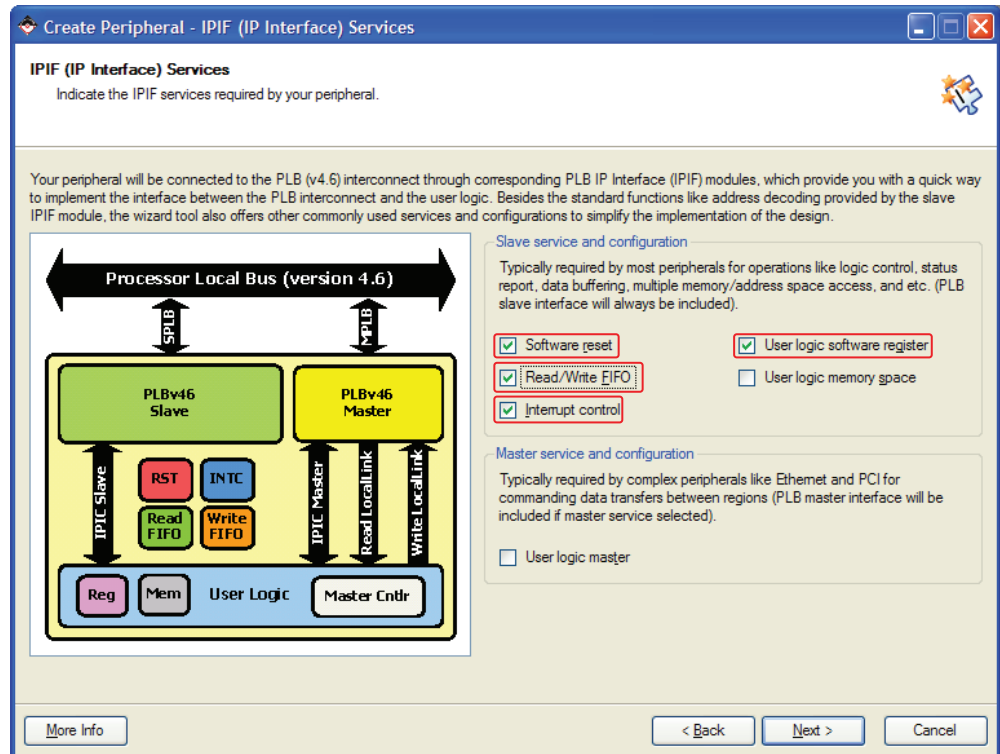 Create Peripheral - IPIF (IP Interface) Services
IPIF (IP Interface) Services
Indicate the IPIF services required by your peripheral.
Your peripheral will be connected to the PLB (v4.6) interconnect through corresponding PLB IP Interface (IPIF) modules, which provide you with a quick way
to implement the interface between the PLB interconnect and the user logic. Besides the standard functions like address decoding provided by the slave
IPIF module, the wizard tool also offers other commonly used services and configurations to simplify the implementation of the design.
Processor Local Bus (version 4.6)
SPLB
MPLB
PLBv46
Slave
PLBv46
Master
IPIC Slave
RST
INTC
Read
FIFO
Write
FIFO
IPIC Master
Read LocalLink
Write LocalLink
Reg
Mem
User Logic
Master Cntlr
Slave service and configuration
Typically required by most peripherals for operations like logic control, status
report, data buffering, multiple memory/address space access, and etc. (PLB
slave interface will always be included).
Software reset
User logic software register
Read/Write FIFO
User logic memory space
Interrupt control
Master service and configuration
Typically required by complex peripherals like Ethernet and PCI for
commanding data transfers between regions (PLB master interface will be
included if master service selected).
User logic master
More Info
< Back
Next >
Cancel